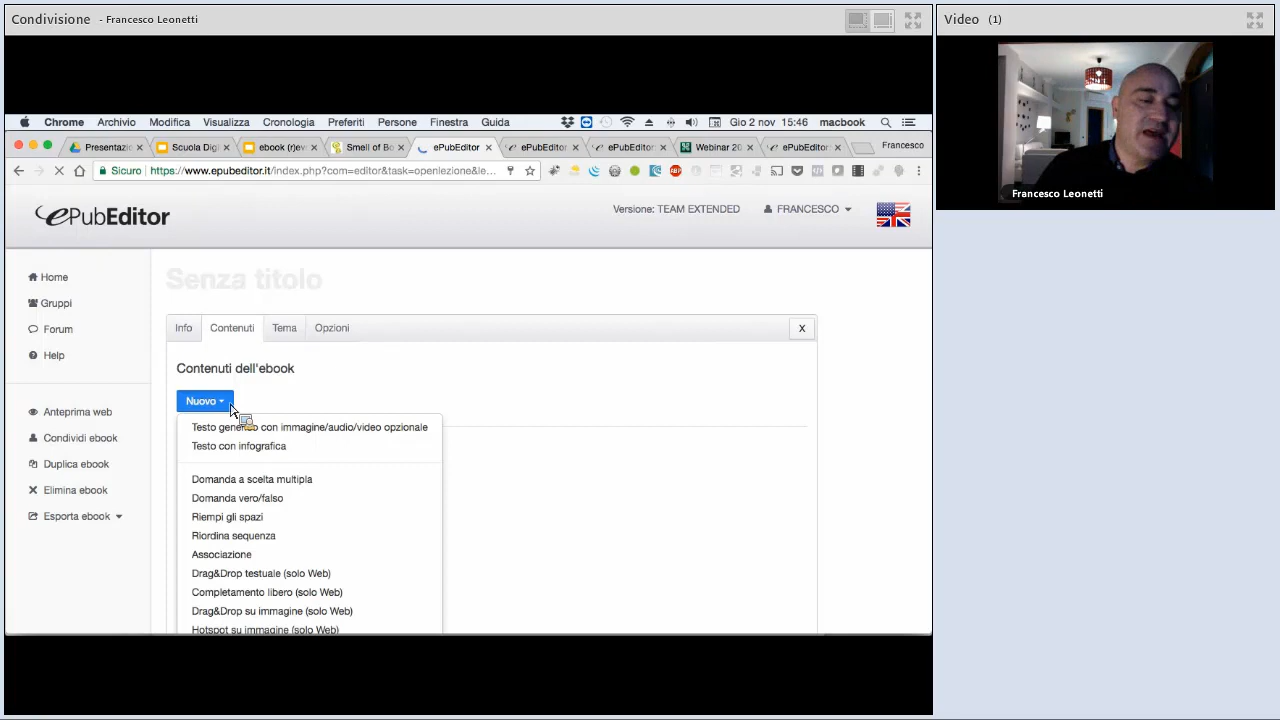 Condivisione - Francesco Leonetti
Video (1)
Francesco Leonetti
Chrome Archivio Modifica Visualizza Cronologia Preferiti Persone Finestra Guida Gio 2 nov 15:46 macbook
Presentazio Scuola Digi ebook (r)ev Smell of Bo ePubEditor ePubEditor ePubEditor Webinar 20 ePubEditor Francesco
Sicuro https://www.epubeditor.it/index.php?com=editor&task=openlezione&le...
ePubEditor Versione: TEAM EXTENDED FRANCESCO
Home
Gruppi
Forum
Help
Anteprima web
Condividi ebook
Duplica ebook
Elimina ebook
Esporta ebook
Senza titolo
Info Contenuti Tema Opzioni X
Contenuti dell'ebook
Nuovo
Testo con immagine/audio/video opzionale
Testo con infografica
Domanda a scelta multipla
Domanda vero/falso
Riempi gli spazi
Riordina sequenza
Associazione
Drag&Drop testuale (solo Web)
Completamento libero (solo Web)
Drag&Drop su immagine (solo Web)
Hotspot su immagine (solo Web)